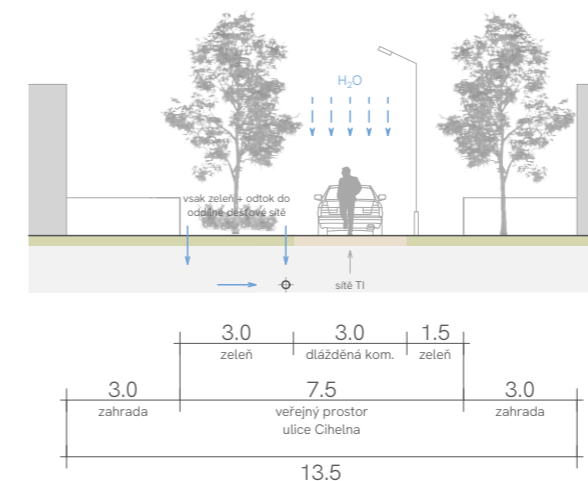 H₂O
vsak zeleň + odtok do
oddílné dešťové sítě
sítě TI
3.0 3.0 1.5
zeleň dlážděná kom. zeleň
3.0 7.5 3.0
zahrada veřejný prostor zahrada
ulice Cihelna
13.5